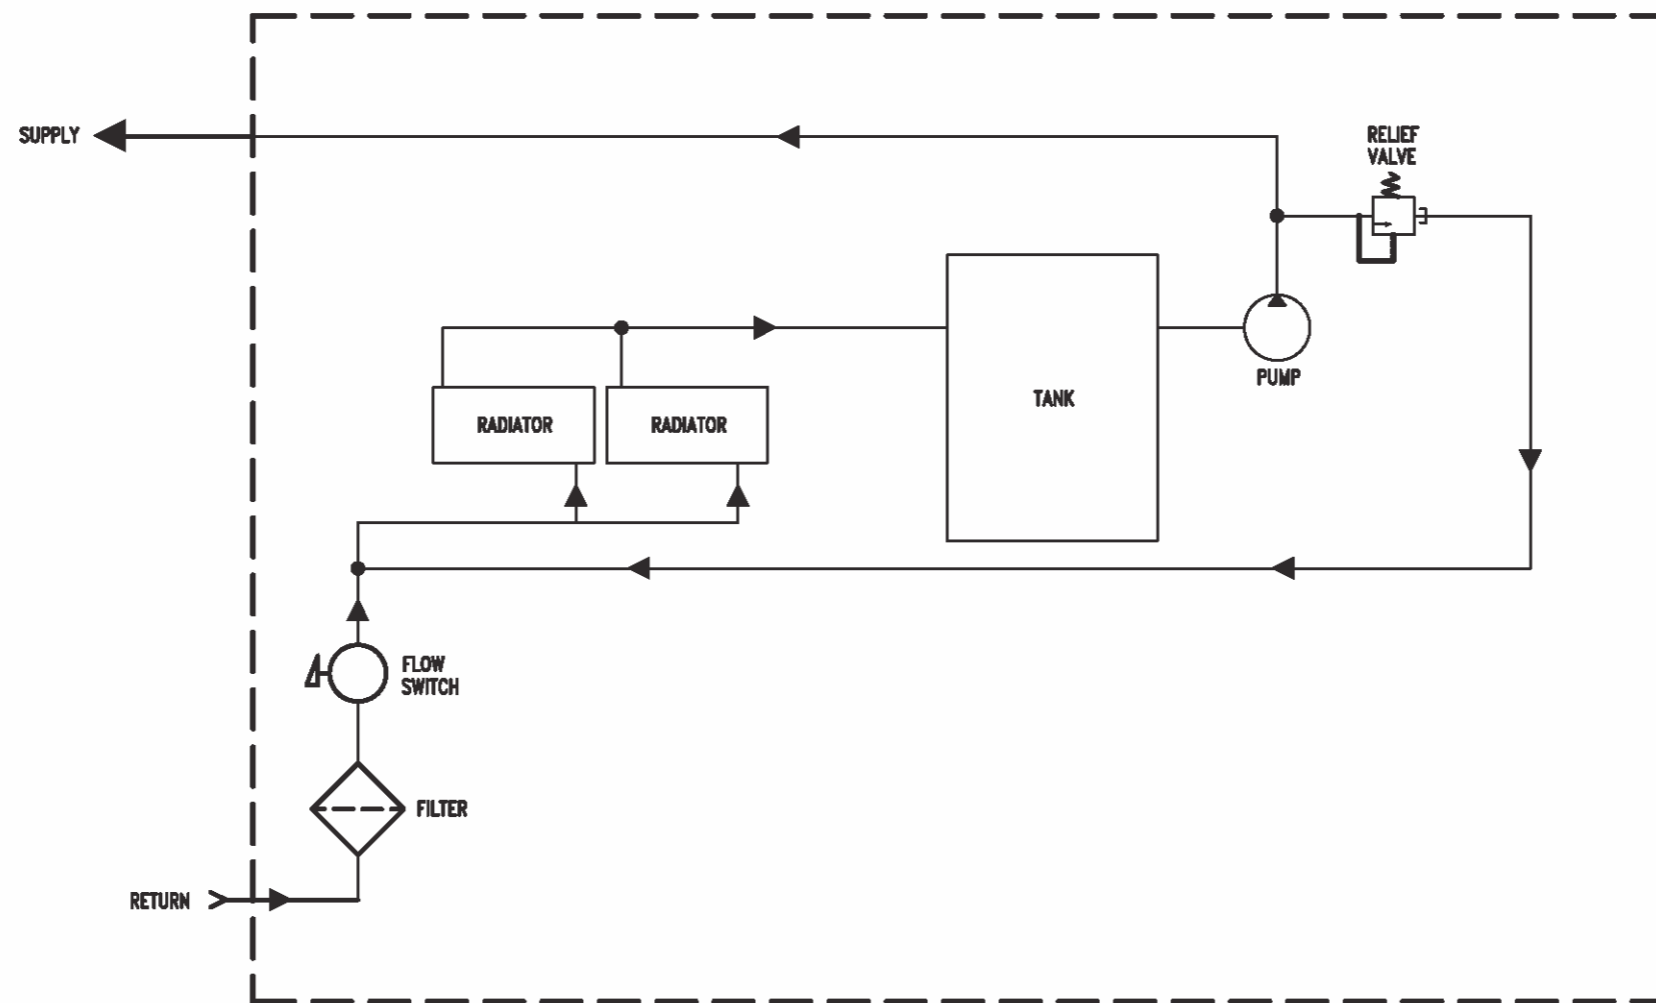 SUPPLY
RELIEF
VALVE
PUMP
TANK
RADIATOR
RADIATOR
FLOW
SWITCH
FILTER
RETURN